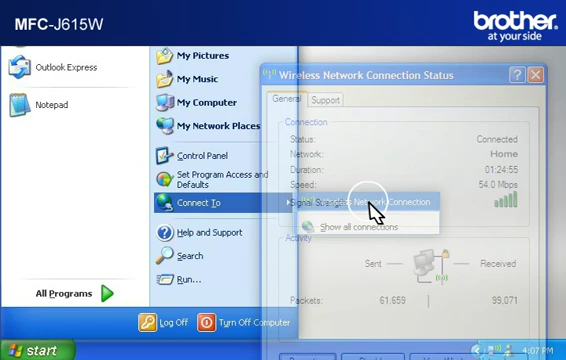 MFC-J615W
brother
at your side
Outlook Express
Notepad
All Programs
My Pictures
My Music
My Computer
My Network Places
Control Panel
Set Program Access and
Defaults
Connect To
Help and Support
Search
Run...
Log Off
Turn Off Computer
start
Wireless Network Connection
Show all connections
Wireless Network Connection Status
General
Support
Connection
Status:
Connected
Network:
Home
Duration:
01:24:55
Speed:
54.0 Mbps
Signal Strength:
Activity
Sent
Received
Packets:
61,659
99,071
4:07 PM